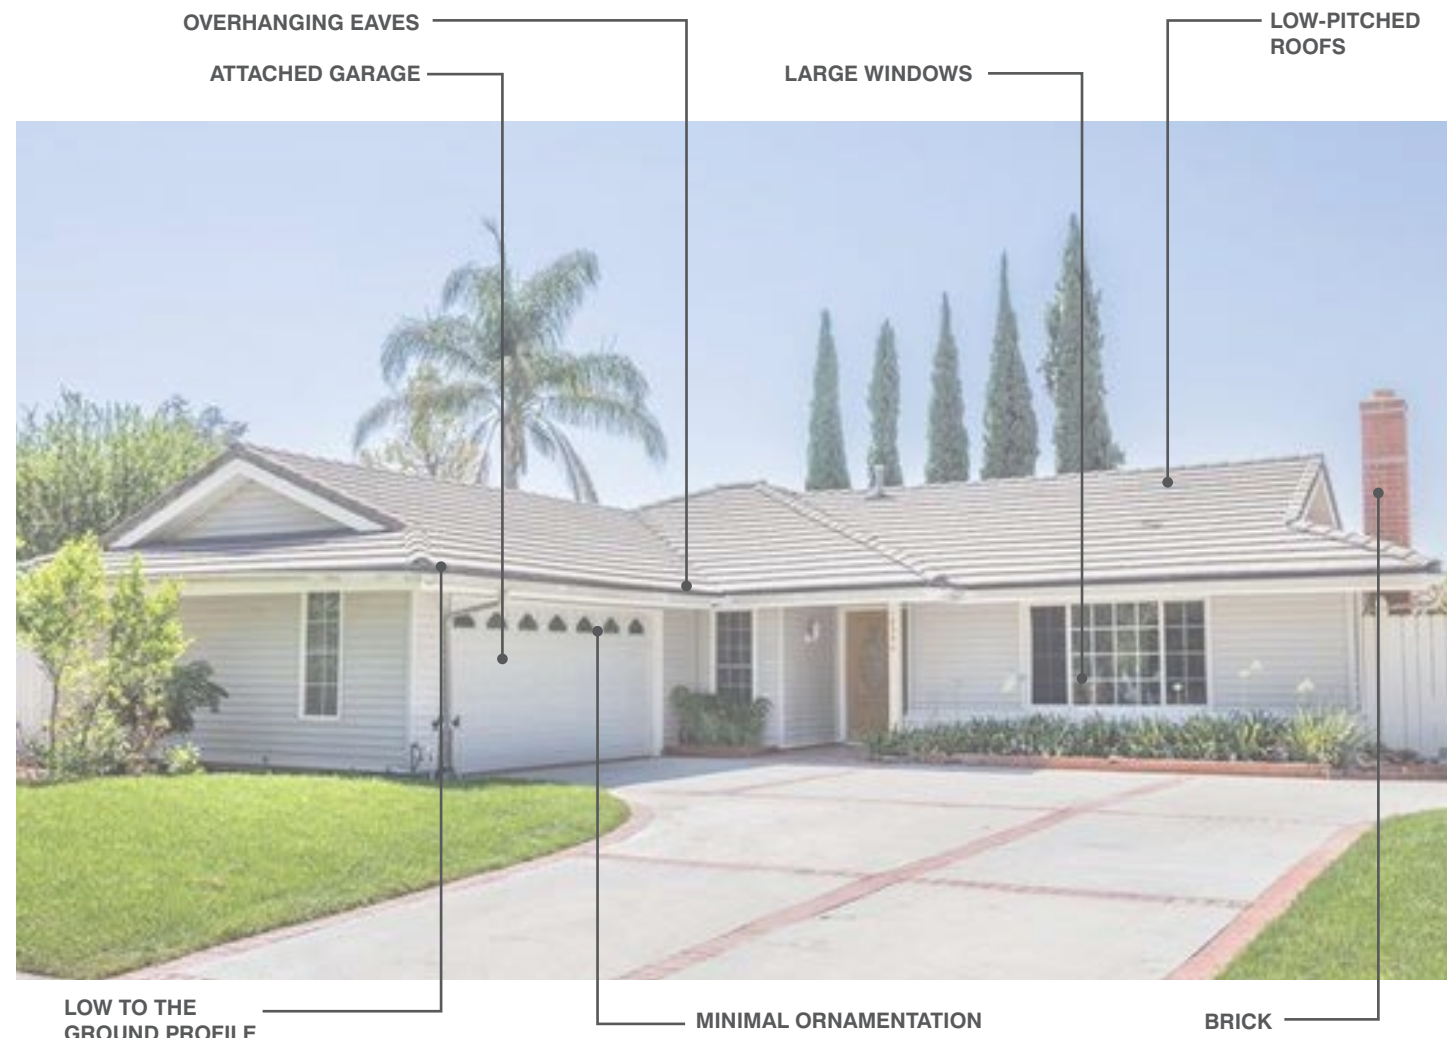 OVERHANGING EAVES
LOW-PITCHED
ROOFS
ATTACHED GARAGE
LARGE WINDOWS
LOW TO THE
GROUND PROFILE
MINIMAL ORNAMENTATION
BRICK